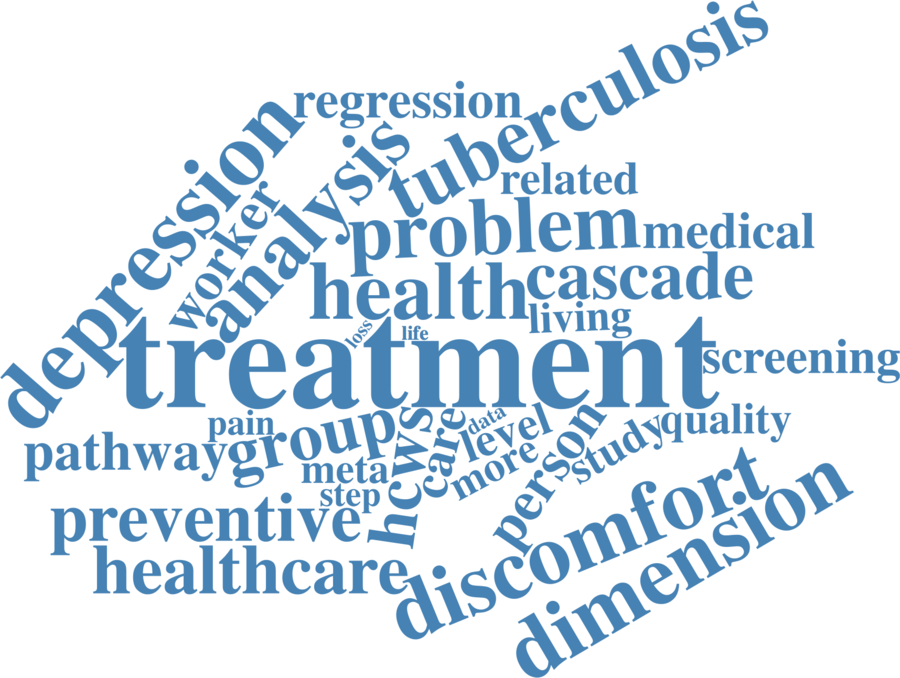 tuberculosis
regression
depression
analysis
related
worker
problem
medical
health
cascade
living
loss
life
treatment
screening
pain
group
hcws
care
data
level
person
study
quality
pathway
meta
more
step
preventive
discomfort
healthcare
dimension